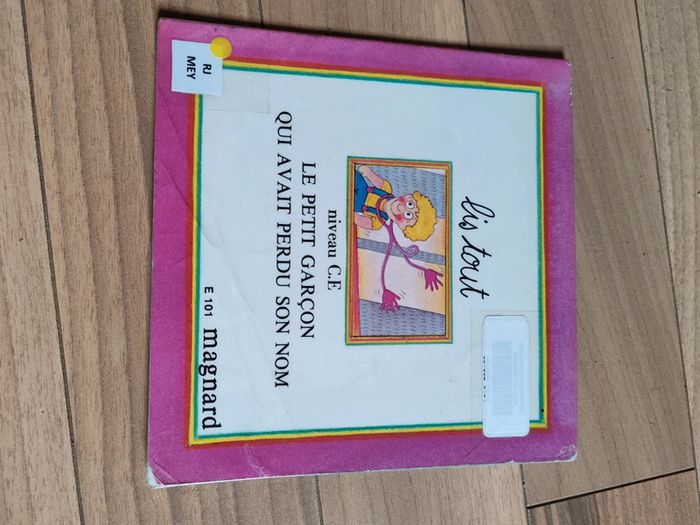 lis tout
niveau C.E
LE PETIT GARÇON
QUI AVAIT PERDU SON NOM
E 101 magnard
RJ
MEY